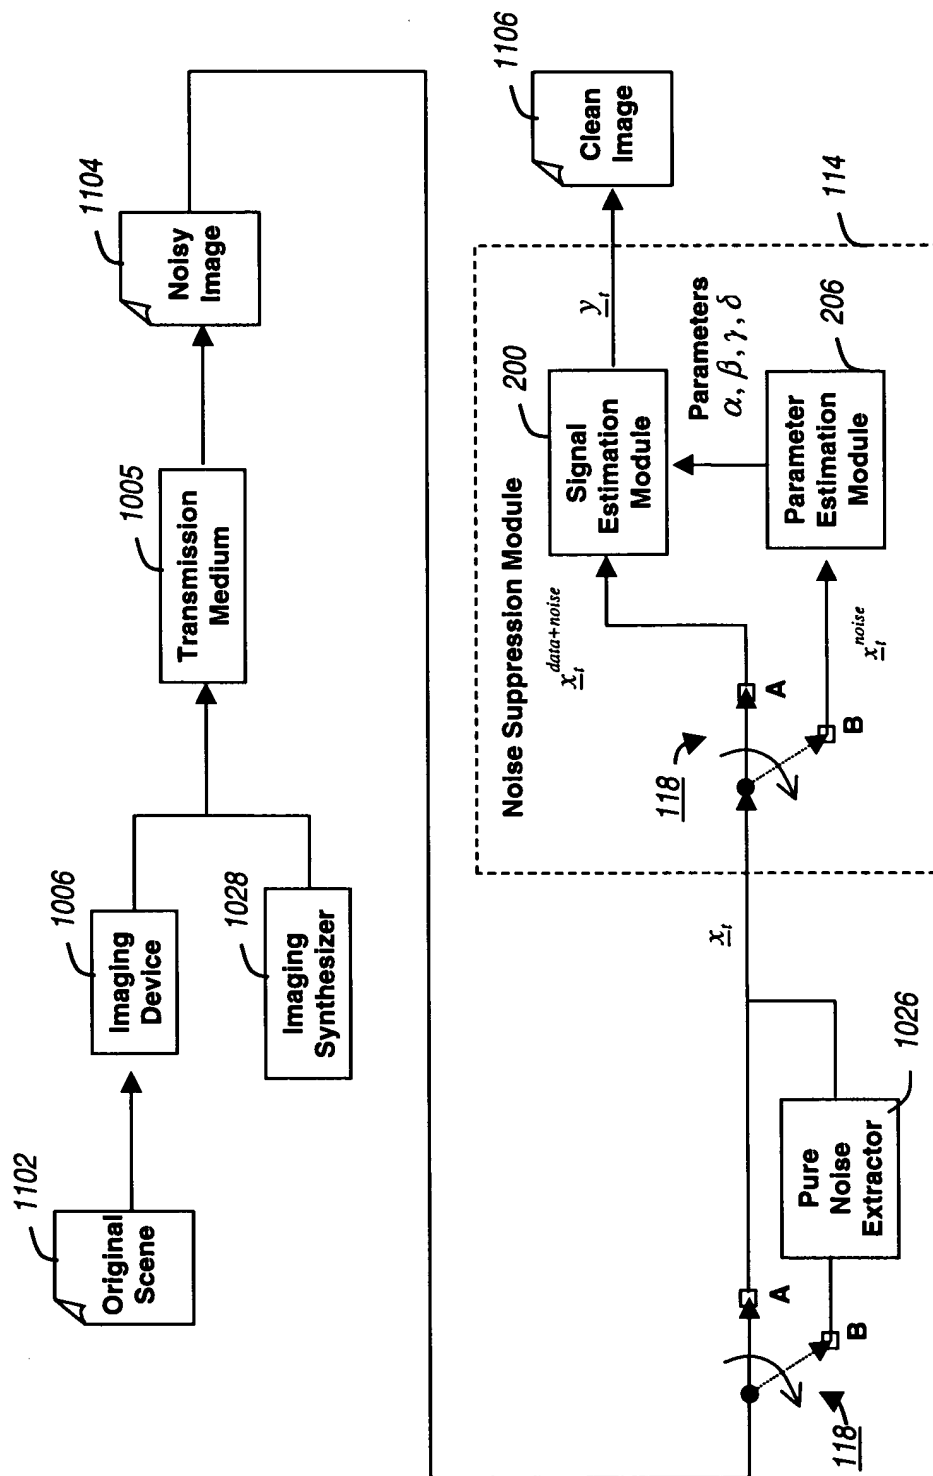 1102
Original
Scene
1006
Imaging
Device
1028
Imaging
Synthesizer
1005
Transmission
Medium
1104
Noisy
Image
118
A
B
Pure
Noise
Extractor
1026
x_t
Noise Suppression Module
114
118
A
B
x_t^{data+noise}
x_t^{noise}
200
Signal
Estimation
Module
Parameters
α, β, γ, δ
206
Parameter
Estimation
Module
y_t
1106
Clean
Image